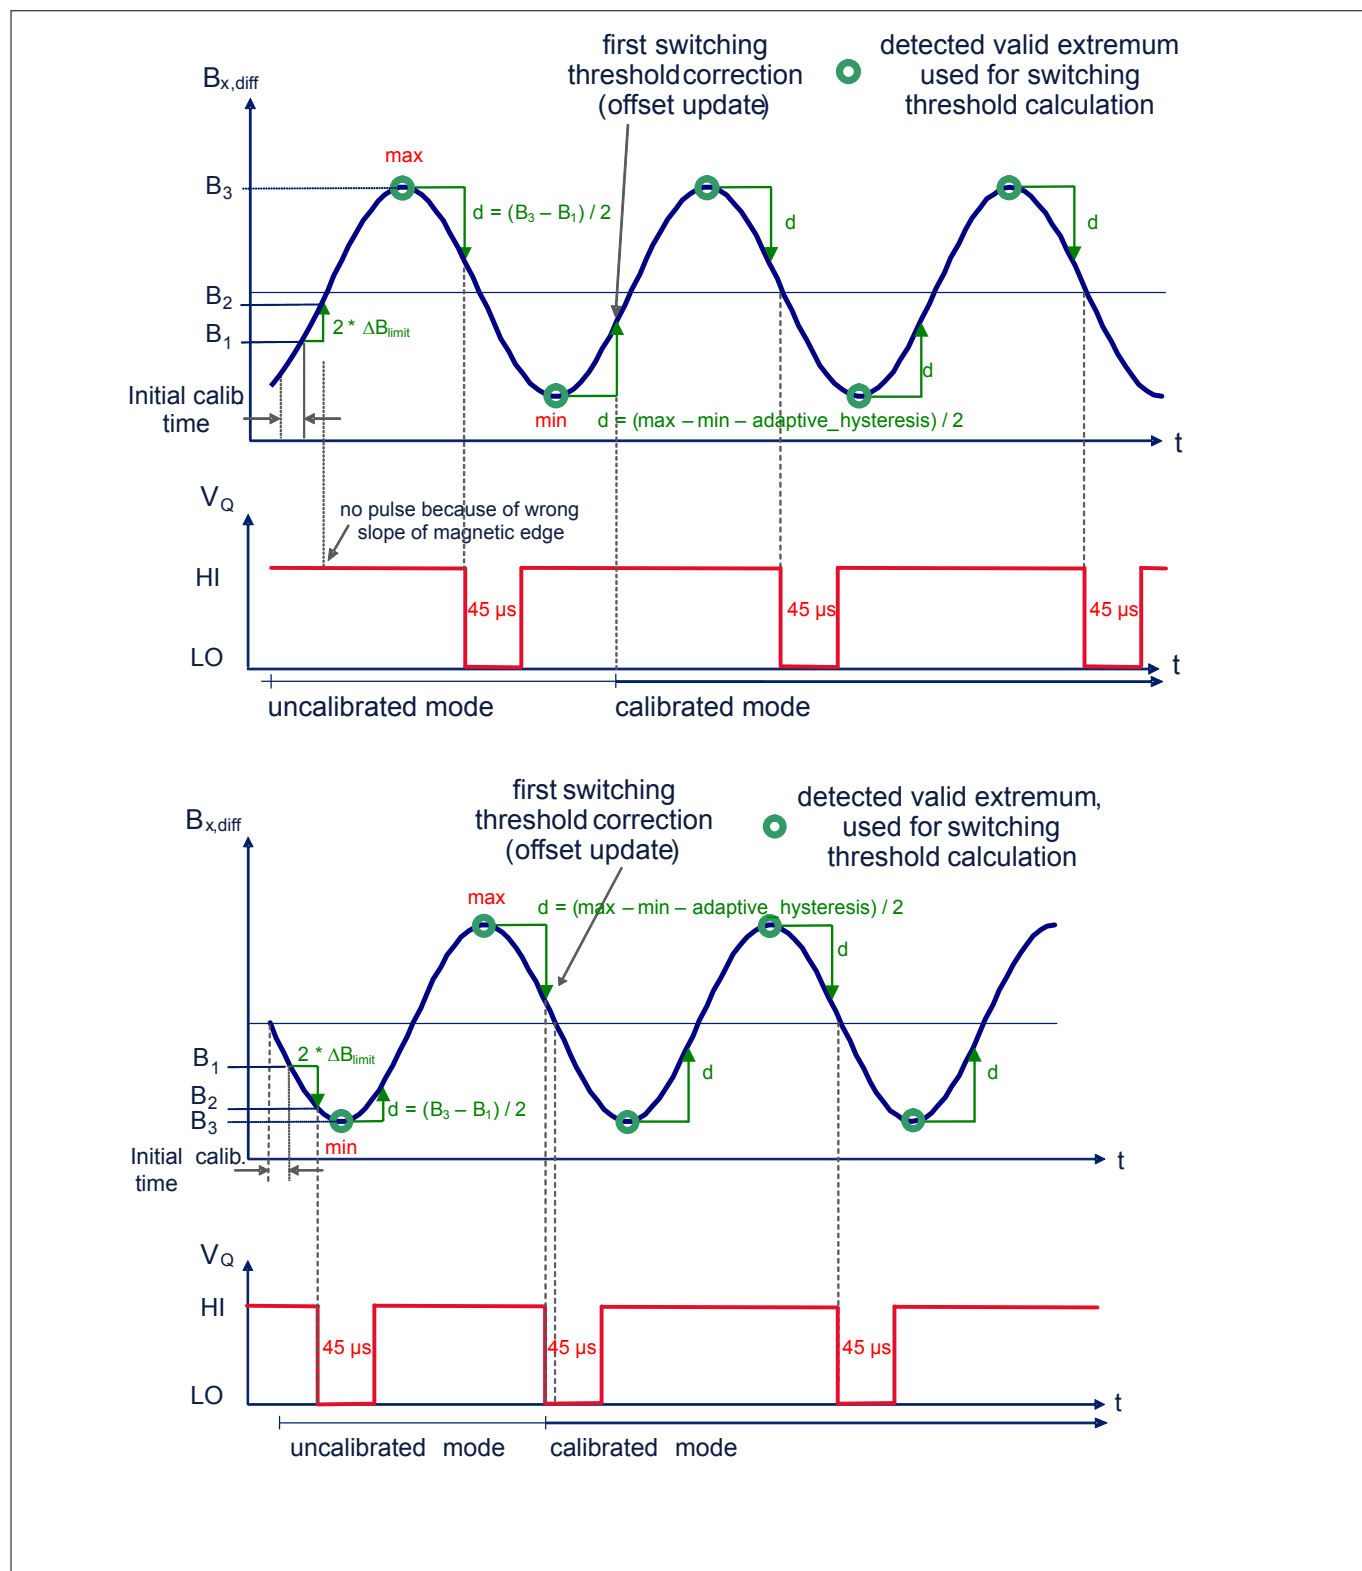 first switching
threshold correction
(offset update)
detected valid extremum
used for switching
threshold calculation
Bx,diff
max
B3
d = (B3 – B1) / 2
d
d
B2
2 * ΔBlimit
B1
d
Initial calib.
time
min
d = (max – min – adaptive_hysteresis) / 2
t
VQ
no pulse because of wrong
slope of magnetic edge
HI
45 µs
45 µs
45 µs
LO
t
uncalibrated mode
calibrated mode
first switching
threshold correction
(offset update)
detected valid extremum,
used for switching
threshold calculation
Bx,diff
max
d = (max – min – adaptive_hysteresis) / 2
d
2 * ΔBlimit
B1
d
d
B2
d = (B3 – B1) / 2
B3
min
Initial calib.
time
t
VQ
HI
45 µs
45 µs
45 µs
LO
t
uncalibrated mode
calibrated mode